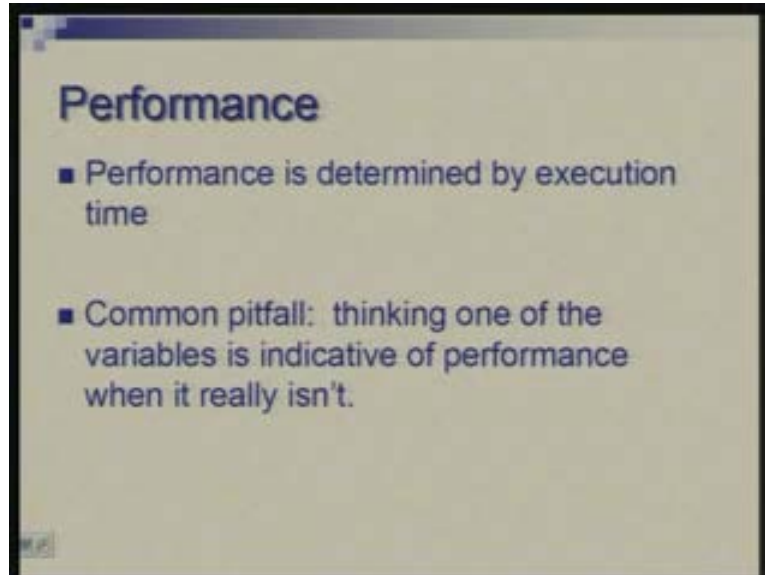 Performance
Performance is determined by execution
time
Common pitfall: thinking one of the
variables is indicative of performance
when it really isn't.